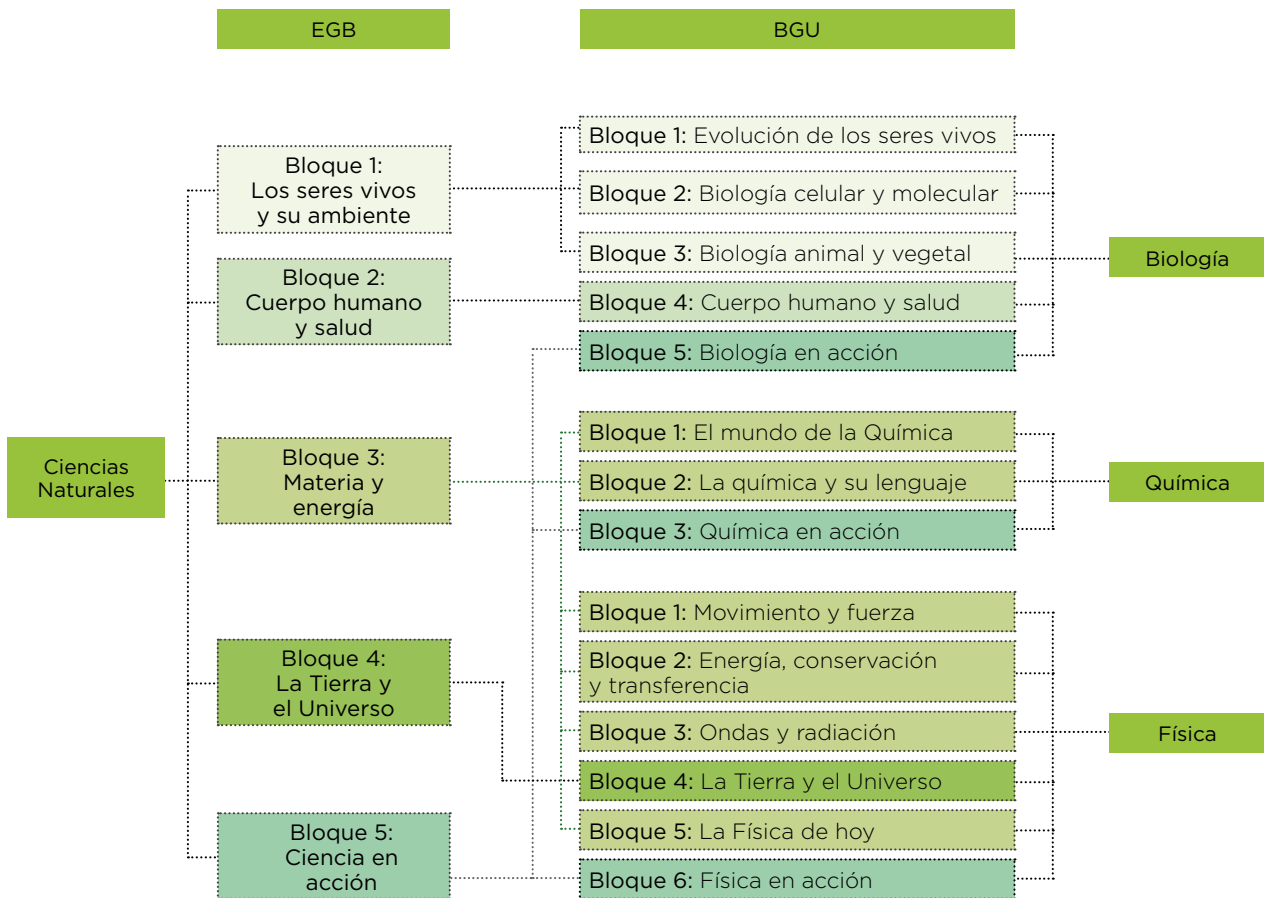 EGB
BGU
Ciencias
Naturales
Bloque 1:
Los seres vivos
y su ambiente
Bloque 2:
Cuerpo humano
y salud
Bloque 3:
Materia y
energía
Bloque 4:
La Tierra y
el Universo
Bloque 5:
Ciencia en
acción
Bloque 1: Evolución de los seres vivos
Bloque 2: Biología celular y molecular
Bloque 3: Biología animal y vegetal
Bloque 4: Cuerpo humano y salud
Bloque 5: Biología en acción
Biología
Bloque 1: El mundo de la Química
Bloque 2: La química y su lenguaje
Bloque 3: Química en acción
Química
Bloque 1: Movimiento y fuerza
Bloque 2: Energía, conservación
y transferencia
Bloque 3: Ondas y radiación
Bloque 4: La Tierra y el Universo
Bloque 5: La Física de hoy
Bloque 6: Física en acción
Física